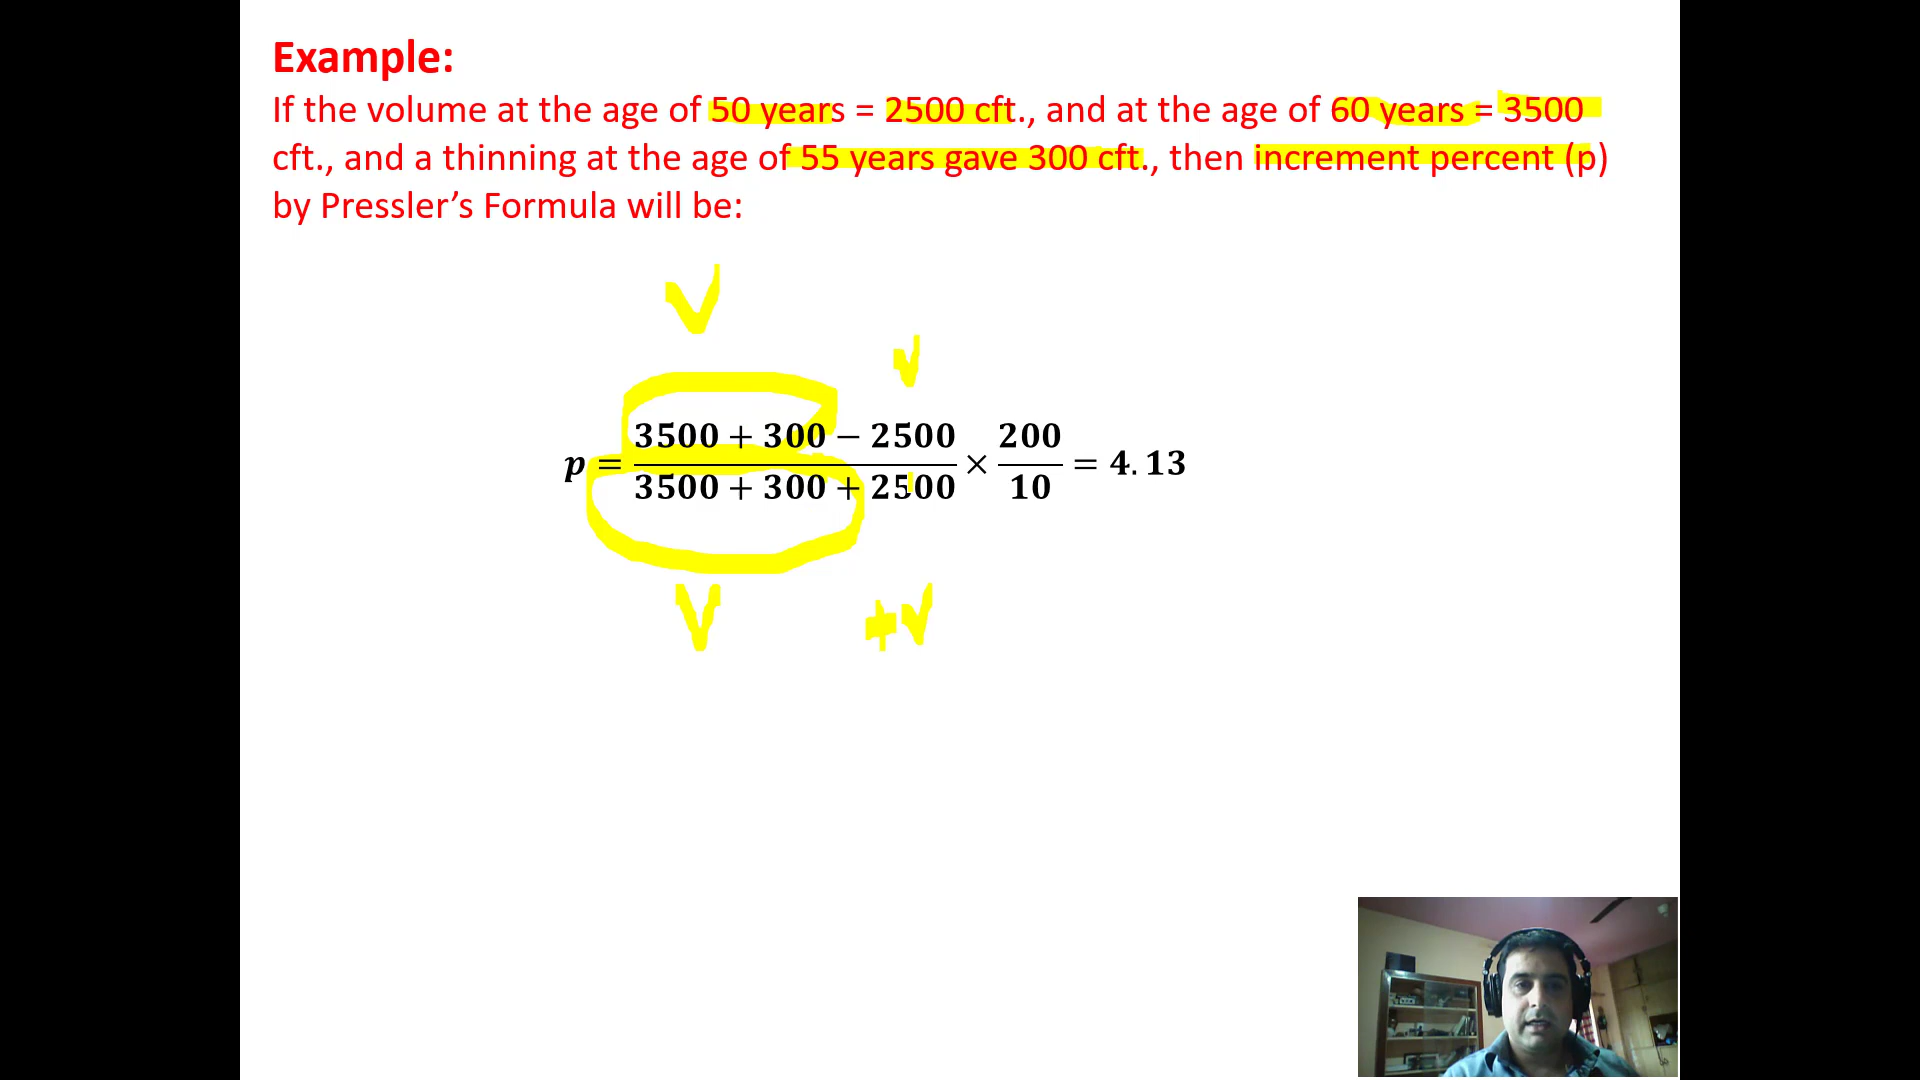 Example:
If the volume at the age of 50 years = 2500 cft., and at the age of 60 years = 3500
cft., and a thinning at the age of 55 years gave 300 cft., then increment percent (p)
by Pressler’s Formula will be:
V
v
p = (3500 + 300 − 2500) / (3500 + 300 + 2500) × 200 / 10 = 4.13
V +v